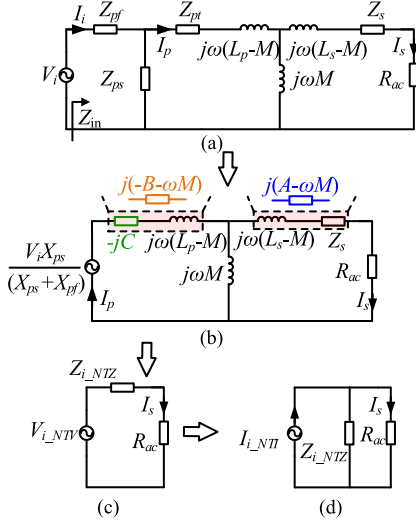 I_i Z_pf Z_pt Z_s
I_p jω(L_p-M) jω(L_s-M) I_s
V_i Z_ps jωM R_ac
Z_in
(a)
j(-B-ωM) j(A-ωM)
-jC jω(L_p-M) jω(L_s-M) Z_s
V_iX_ps
(X_ps+X_pf) jωM R_ac
I_p I_s
(b)
Z_i_NTZ
I_s I_s
V_i_NTV R_ac I_i_NTI Z_i_NTZ R_ac
(c) (d)